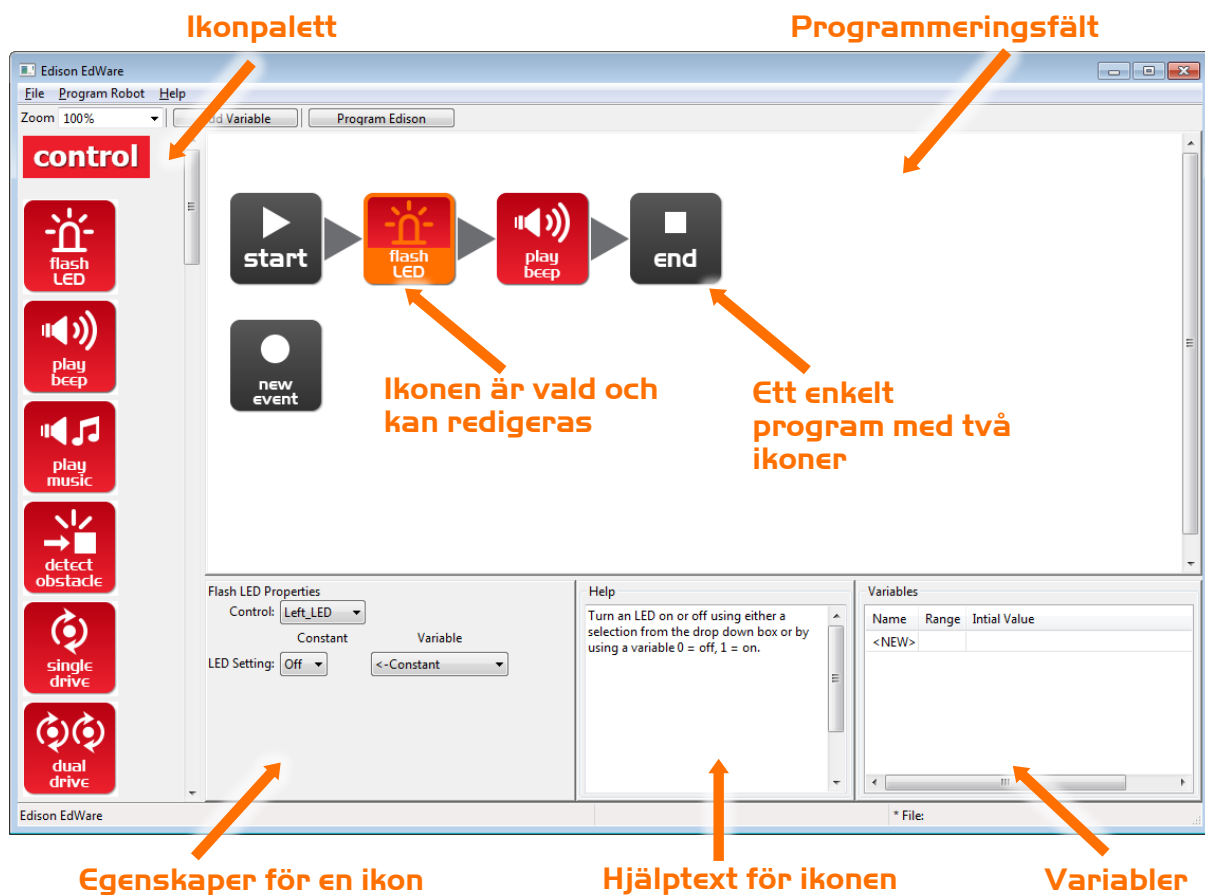 Ikonpalett
Programmeringsfält
Edison EdWare
File Program Robot Help
Zoom 100% dd Variable Program Edison
control
flash
LED
play
beep
play
music
detect
obstacle
single
drive
dual
drive
start
flash
LED
play
beep
end
new
event
Ikonen är vald och
kan redigeras
Ett enkelt
program med två
ikoner
Flash LED Properties
Control: Left_LED
Constant Variable
LED Setting: Off <-Constant
Help
Turn an LED on or off using either a
selection from the drop down box or by
using a variable 0 = off, 1 = on.
Variables
Name Range Intial Value
<NEW>
Edison EdWare
* File:
Egenskaper för en ikon
Hjälptext för ikonen
Variabler